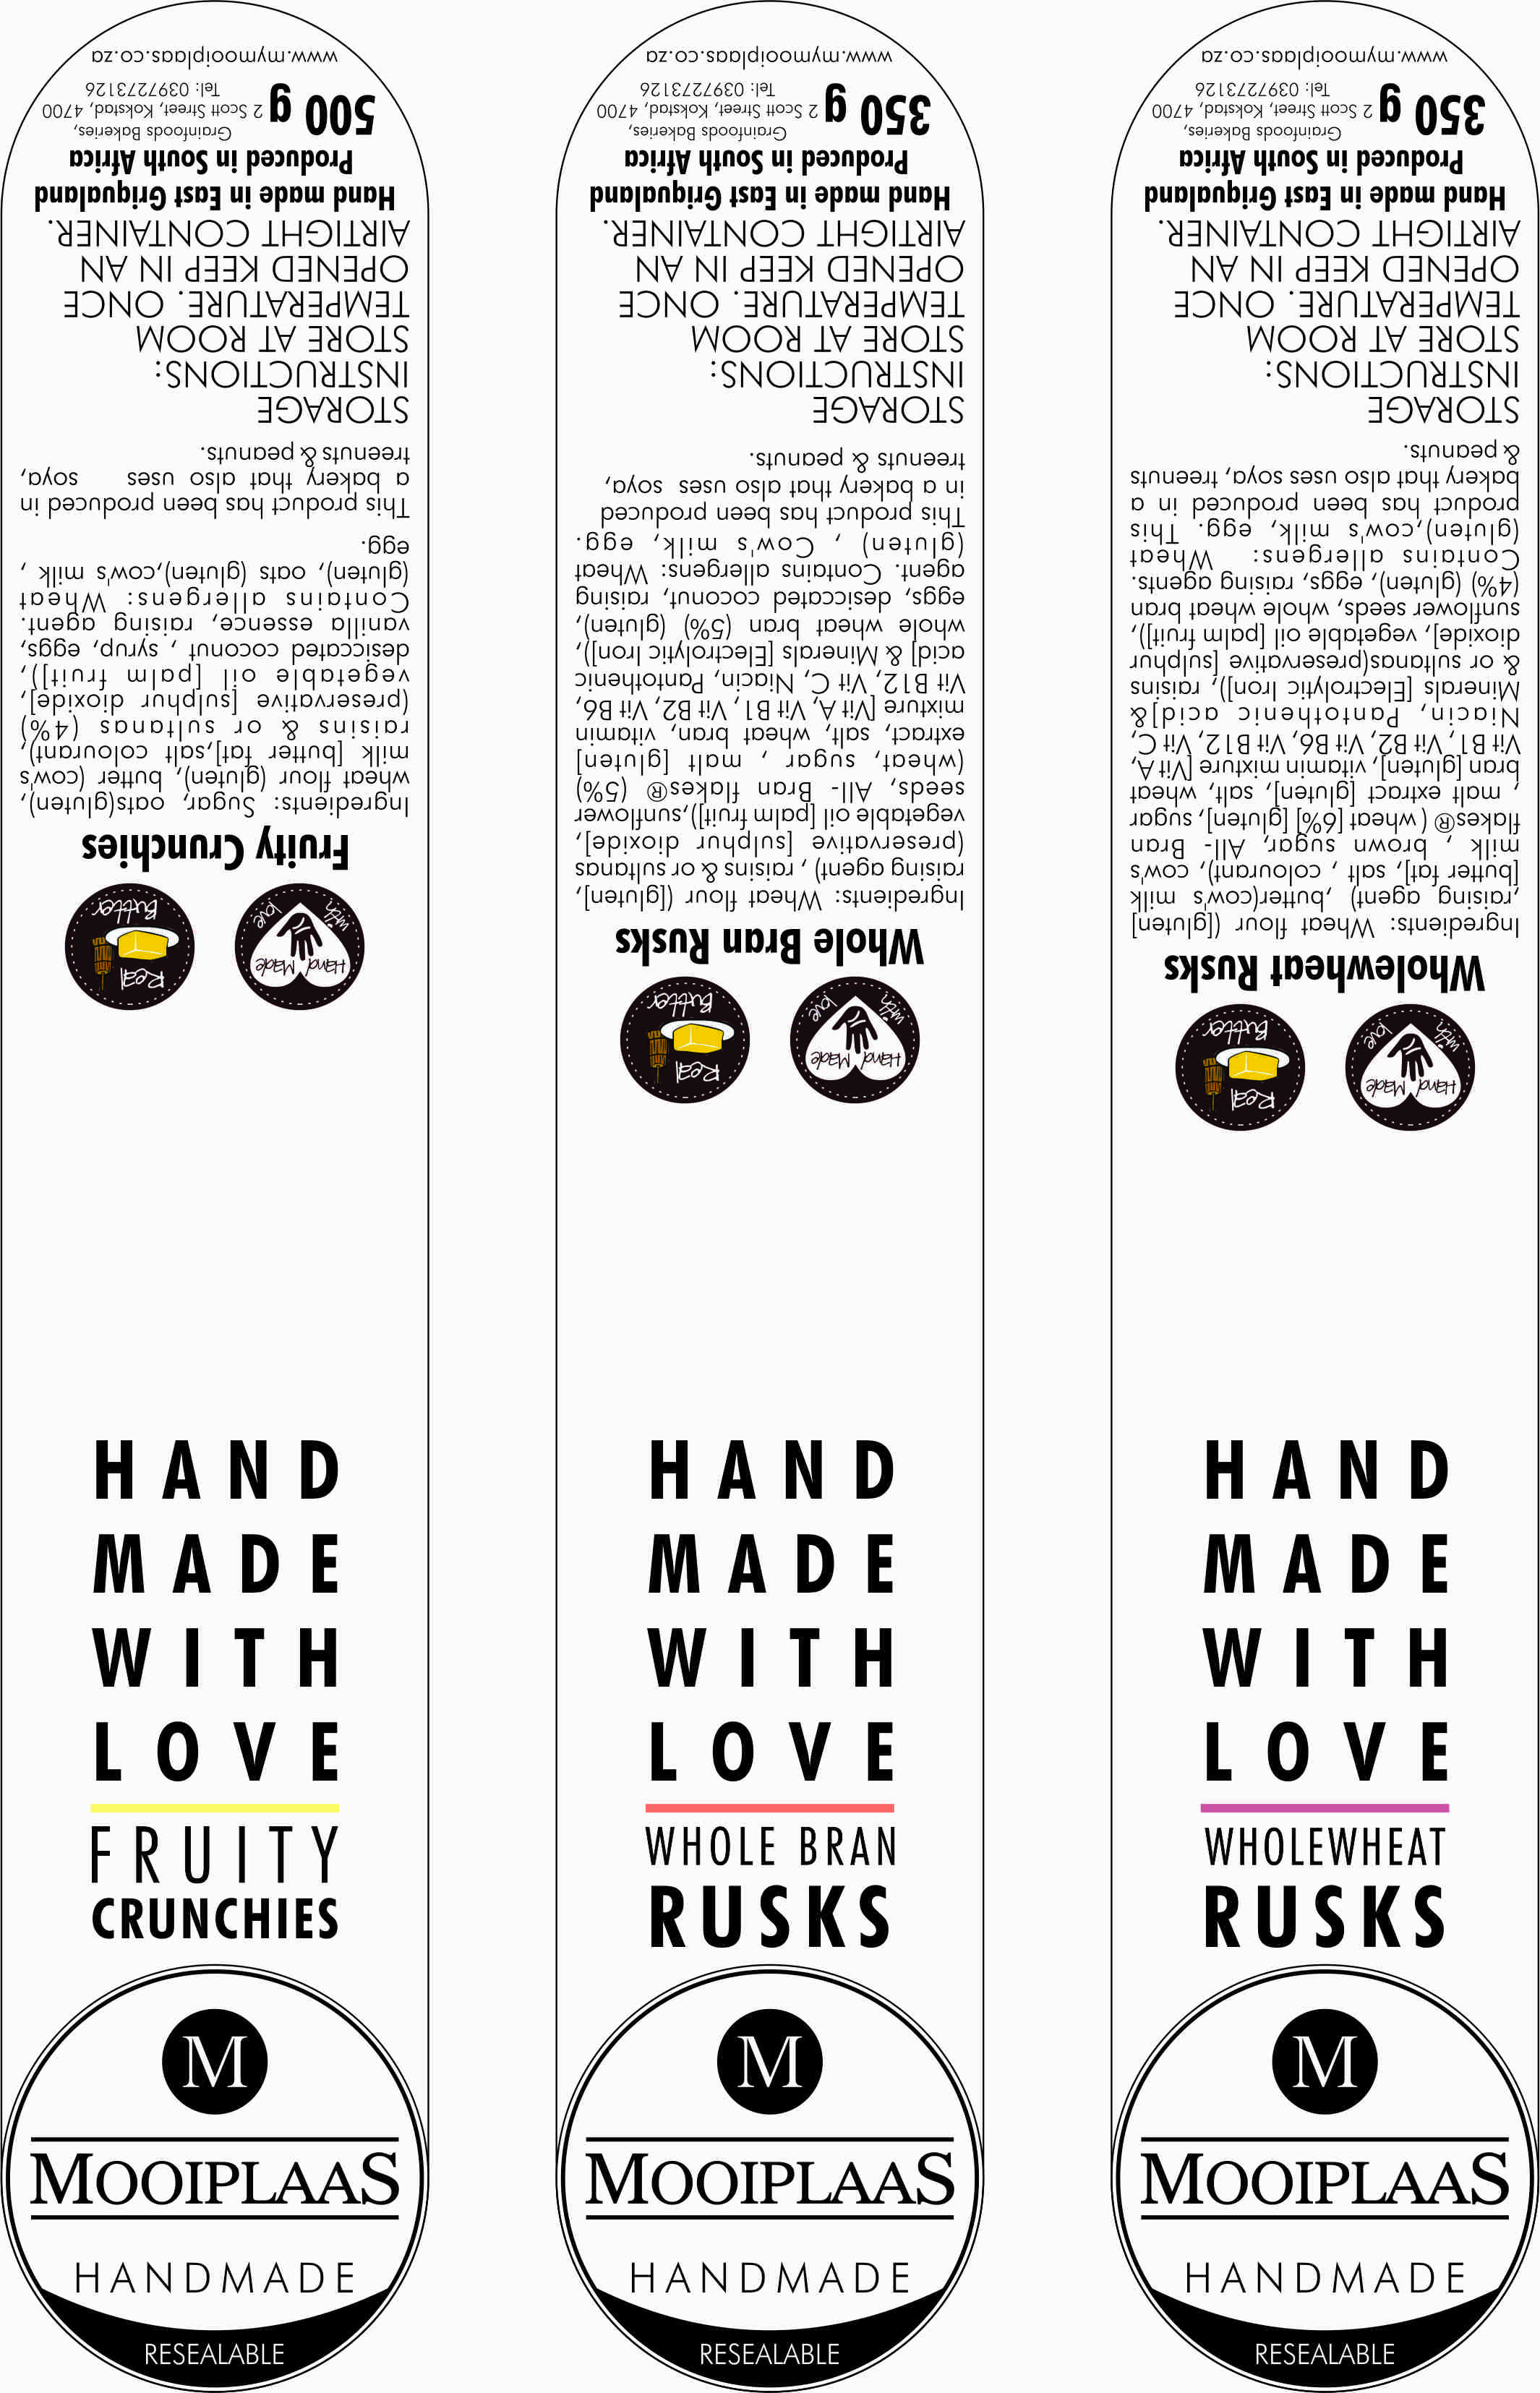 Hand Made
with love
Real
Butter
Fruity Crunchies
Ingredients: Sugar, oats(gluten),
wheat flour (gluten), butter (cow's
milk [butter fat],salt colourant),
raisins & or sultanas (4%)
(preservative [sulphur dioxide],
vegetable oil [palm fruit]),
desiccated coconut , syrup, eggs,
vanilla essence, raising agent.
Contains allergens: Wheat
(gluten), oats (gluten),cow's milk ,
egg.
This product has been produced in
a bakery that also uses soya,
treenuts & peanuts.
STORAGE
INSTRUCTIONS:
STORE AT ROOM
TEMPERATURE. ONCE
OPENED KEEP IN AN
AIRTIGHT CONTAINER.
Hand made in East Griqualand
Produced in South Africa
500 g
Grainfoods Bakeries,
2 Scott Street, Kokstad, 4700
Tel: 0397273126
www.mymooiplaas.co.za
HAND
MADE
WITH
LOVE
FRUITY
CRUNCHIES
M
MOOIPLAAS
HANDMADE
RESEALABLE
Hand Made
with love
Real
Butter
Whole Bran Rusks
Ingredients: Wheat flour ([gluten],
raising agent) , raisins & or sultanas
(preservative [sulphur dioxide],
vegetable oil [palm fruit]),sunflower
seeds, All- Bran flakes® (5%)
(wheat, sugar , malt [gluten]
extract, salt, wheat bran, vitamin
mixture [Vit A, Vit B1, Vit B2, Vit B6,
Vit B12, Vit C, Niacin, Pantothenic
acid] & Minerals [Electrolytic Iron]),
whole wheat bran (5%) (gluten),
eggs, desiccated coconut, raising
agent. Contains allergens: Wheat
(gluten) , Cow's milk, egg.
This product has been produced
in a bakery that also uses soya,
treenuts & peanuts.
STORAGE
INSTRUCTIONS:
STORE AT ROOM
TEMPERATURE. ONCE
OPENED KEEP IN AN
AIRTIGHT CONTAINER.
Hand made in East Griqualand
Produced in South Africa
350 g
Grainfoods Bakeries,
2 Scott Street, Kokstad, 4700
Tel: 0397273126
www.mymooiplaas.co.za
HAND
MADE
WITH
LOVE
WHOLE BRAN
RUSKS
M
MOOIPLAAS
HANDMADE
RESEALABLE
Hand Made
with love
Real
Butter
Wholewheat Rusks
Ingredients: Wheat flour ([gluten]
,raising agent) ,butter(cow's milk
[butter fat], salt , colourant), cow's
milk , brown sugar, All- Bran
flakes® ( wheat [6%] [gluten], sugar
, malt extract [gluten], salt, wheat
bran [gluten], vitamin mixture [Vit A,
Vit B1, Vit B2, Vit B6, Vit B12, Vit C,
Niacin, Pantothenic acid]&
Minerals [Electrolytic Iron]), raisins
& or sultanas(preservative [sulphur
dioxide], vegetable oil [palm fruit]),
sunflower seeds, whole wheat bran
(4%) (gluten), eggs, raising agents.
Contains allergens: Wheat
(gluten),cow's milk, egg. This
product has been produced in a
bakery that also uses soya, treenuts
& peanuts.
STORAGE
INSTRUCTIONS:
STORE AT ROOM
TEMPERATURE. ONCE
OPENED KEEP IN AN
AIRTIGHT CONTAINER.
Hand made in East Griqualand
Produced in South Africa
350 g
Grainfoods Bakeries,
2 Scott Street, Kokstad, 4700
Tel: 0397273126
www.mymooiplaas.co.za
HAND
MADE
WITH
LOVE
WHOLEWHEAT
RUSKS
M
MOOIPLAAS
HANDMADE
RESEALABLE